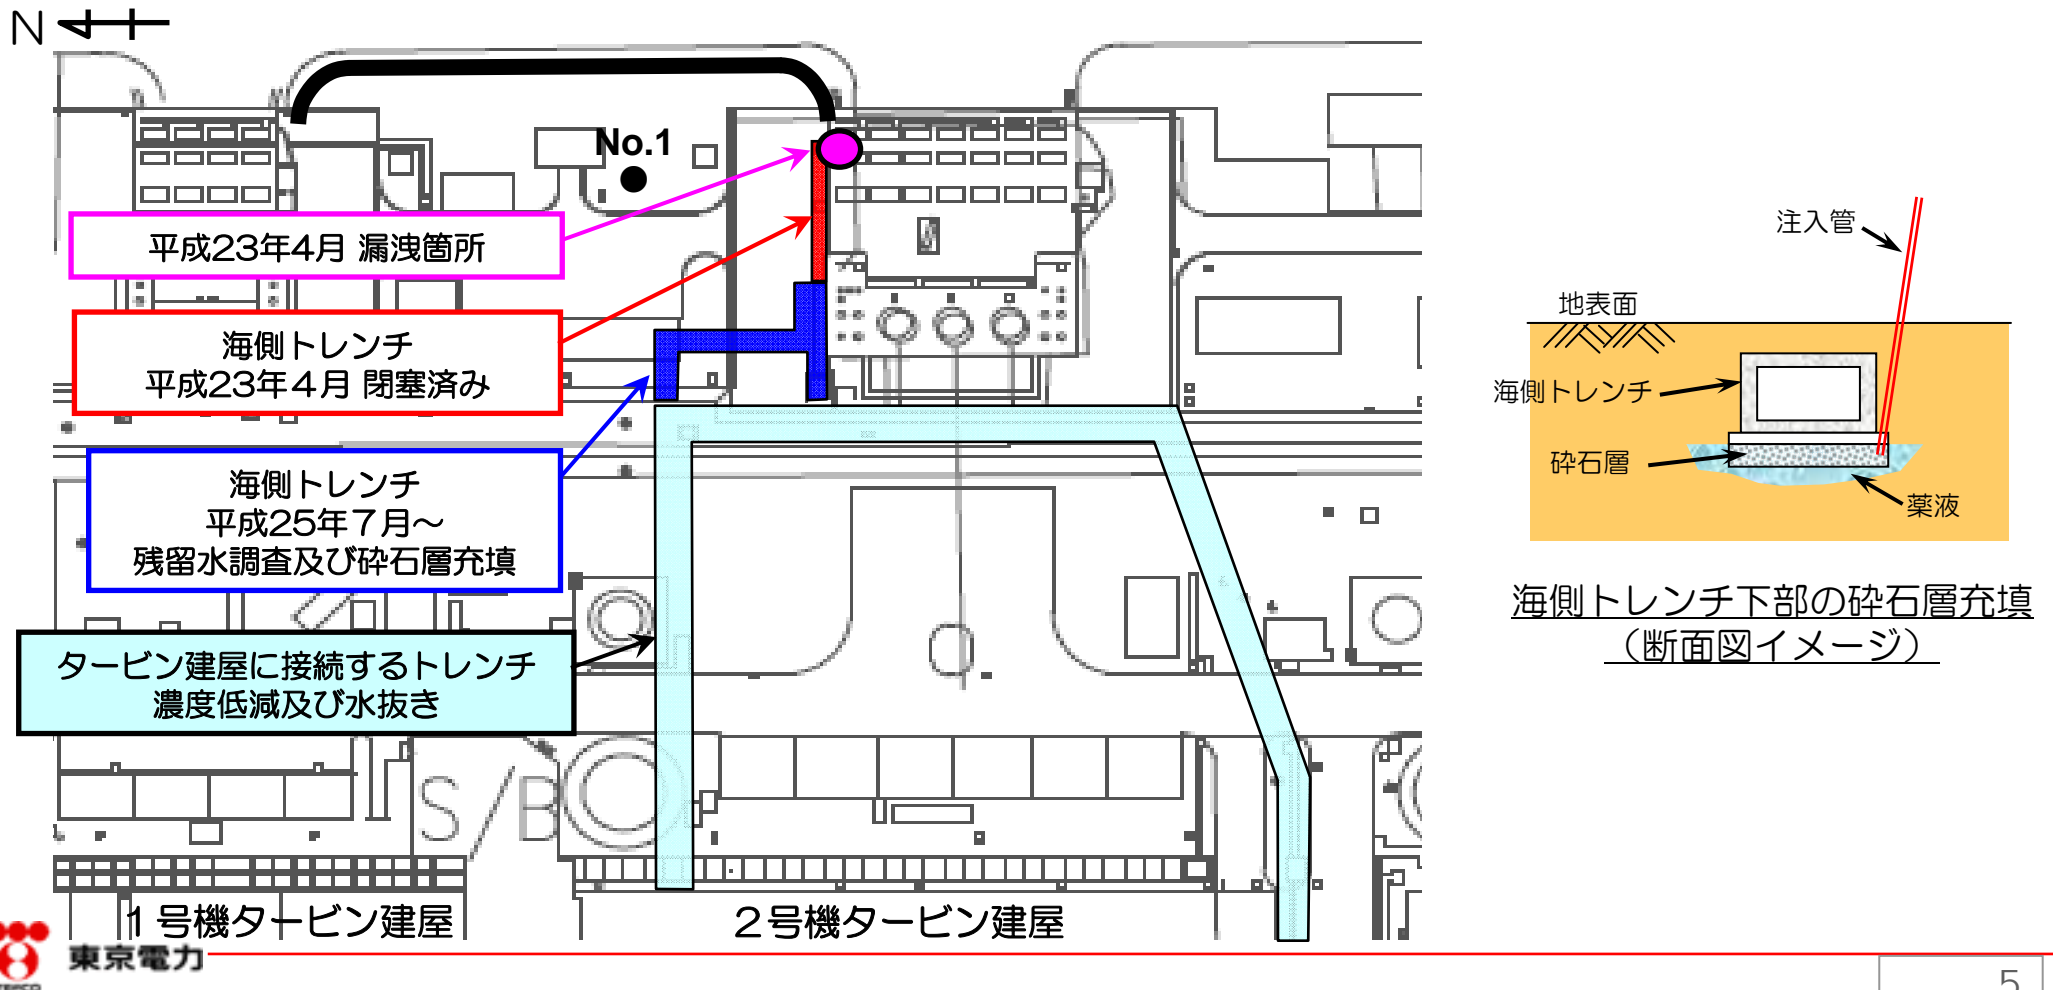 N
No.1
平成23年4月 漏洩箇所
海側トレンチ
平成23年４月 閉塞済み
海側トレンチ
平成25年７月～
残留水調査及び砕石層充填
タービン建屋に接続するトレンチ
濃度低減及び水抜き
S/B
１号機タービン建屋
２号機タービン建屋
注入管
地表面
海側トレンチ
砕石層
薬液
海側トレンチ下部の砕石層充填
（断面図イメージ）
東京電力
5